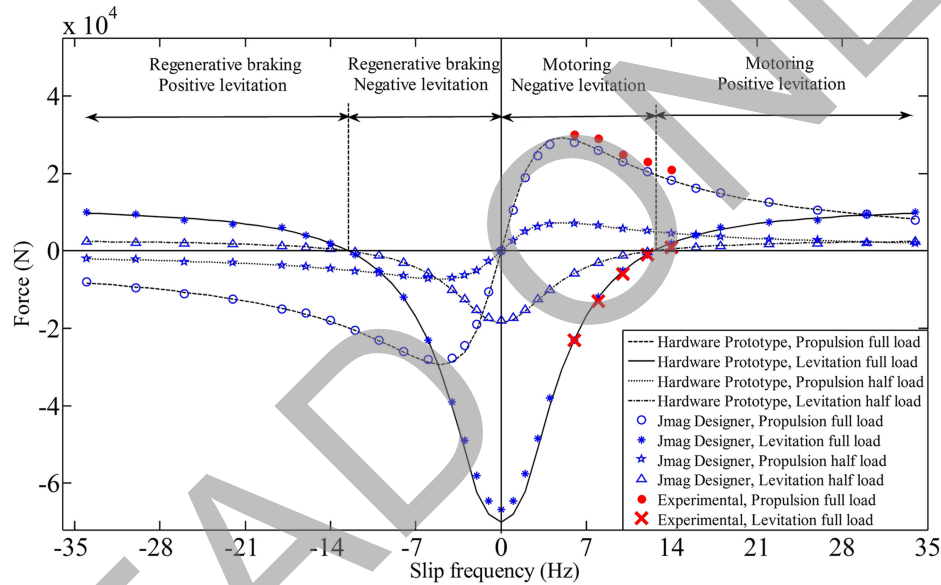 x 10⁴
Regenerative braking
Positive levitation
Regenerative braking
Negative levitation
Motoring
Negative levitation
Motoring
Positive levitation
4
2
0
-2
-4
-6
Force (N)
-35 -28 -21 -14 -7 0 7 14 21 28 35
Slip frequency (Hz)
Hardware Prototype, Propulsion full load
Hardware Prototype, Levitation full load
Hardware Prototype, Propulsion half load
Hardware Prototype, Levitation half load
Jmag Designer, Propulsion full load
Jmag Designer, Levitation full load
Jmag Designer, Propulsion half load
Jmag Designer, Levitation half load
Experimental, Propulsion full load
Experimental, Levitation full load